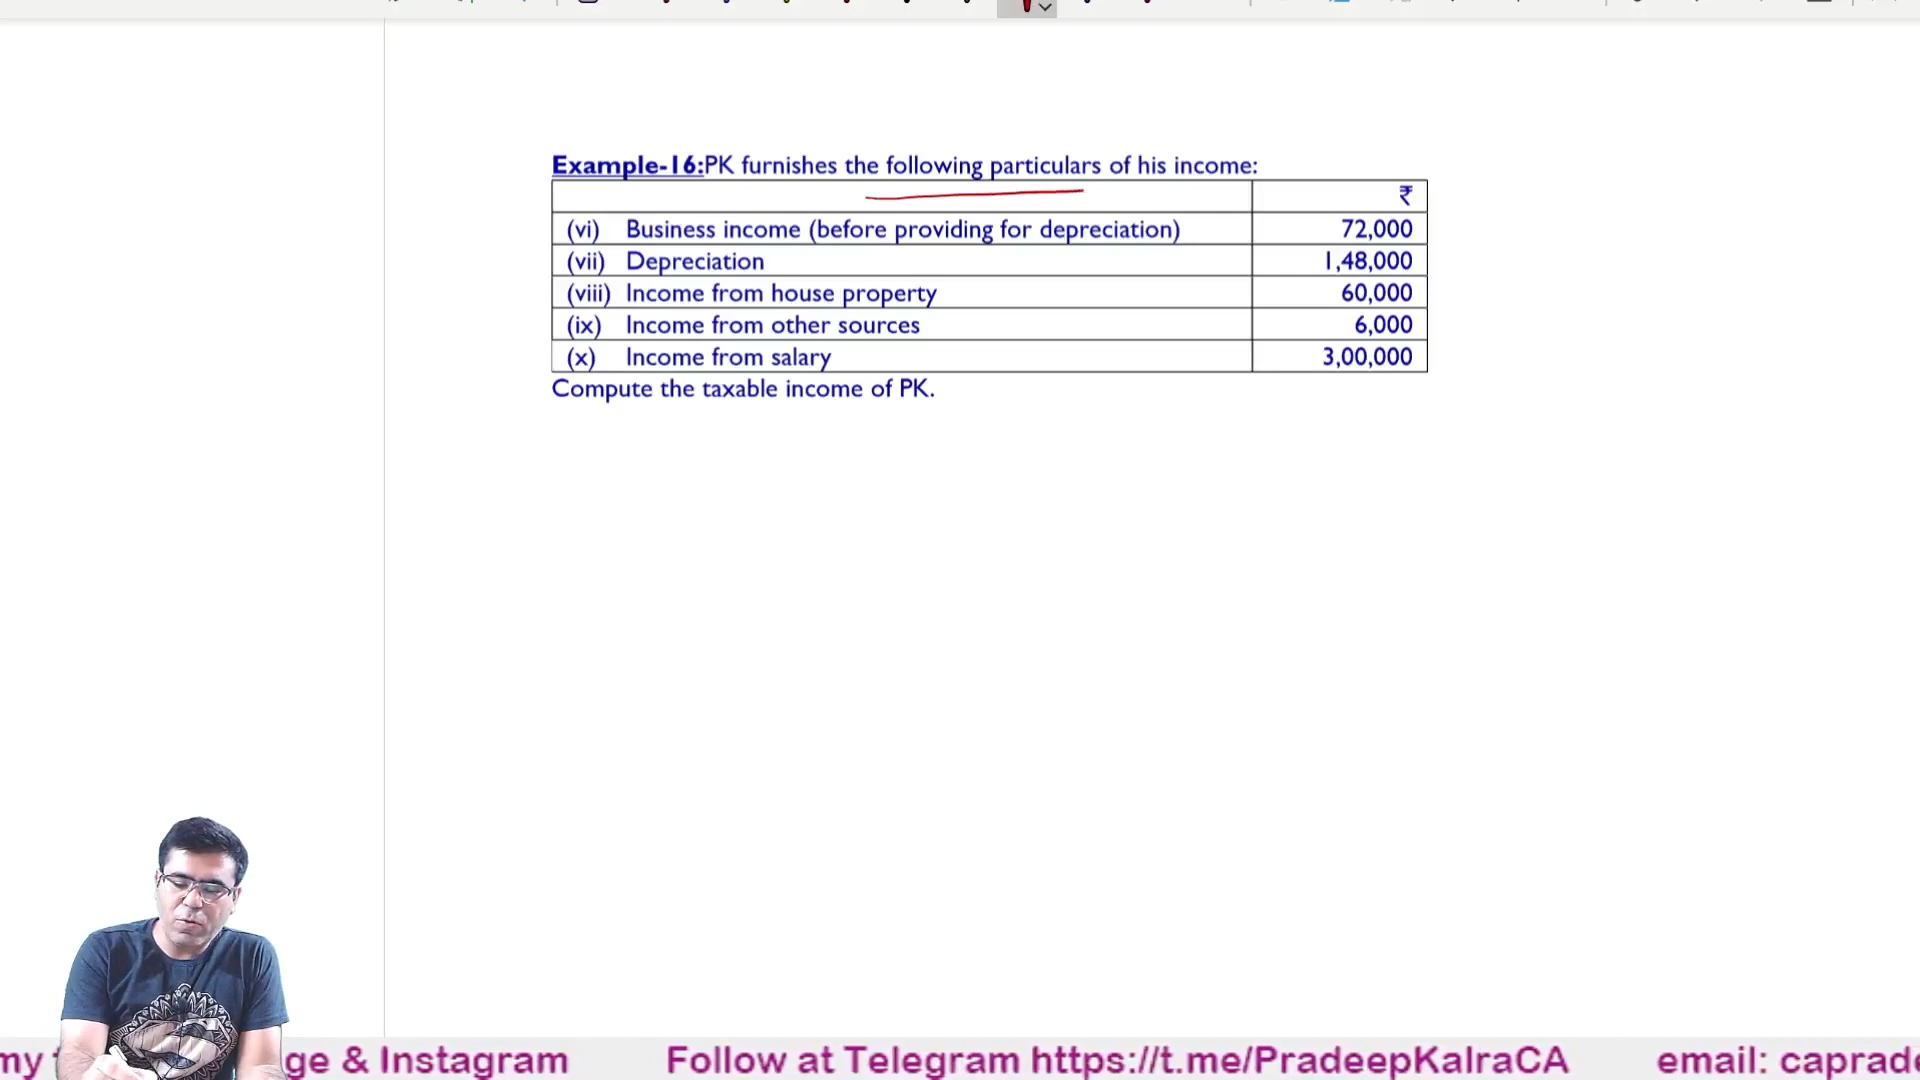 Example-16:PK furnishes the following particulars of his income:
₹
(vi) Business income (before providing for depreciation) 72,000
(vii) Depreciation 1,48,000
(viii) Income from house property 60,000
(ix) Income from other sources 6,000
(x) Income from salary 3,00,000
Compute the taxable income of PK.
my ge & Instagram Follow at Telegram https://t.me/PradeepKalraCA email: caprade